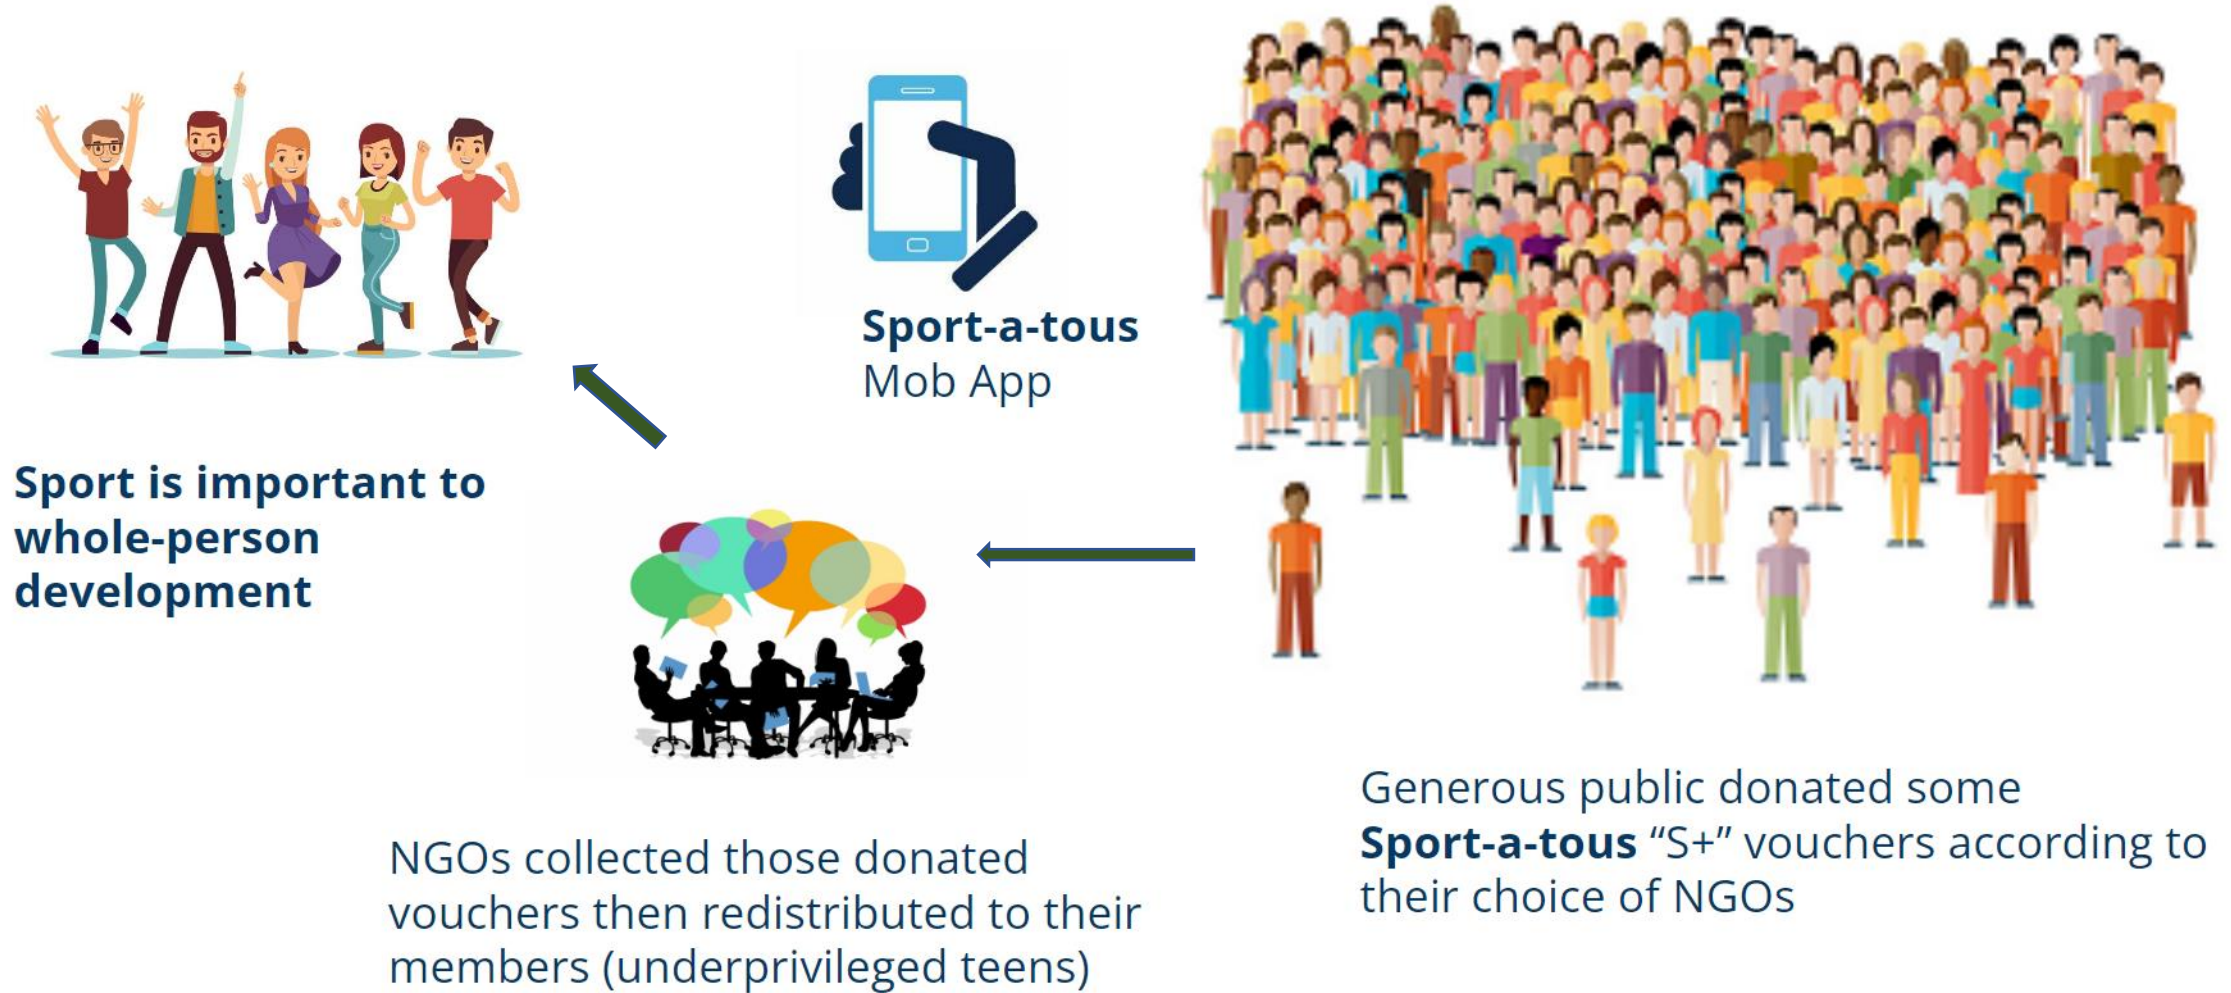 Sport-a-tous
Mob App
Sport is important to
whole-person
development
NGOs collected those donated
vouchers then redistributed to their
members (underprivileged teens)
Generous public donated some
Sport-a-tous “S+” vouchers according to
their choice of NGOs